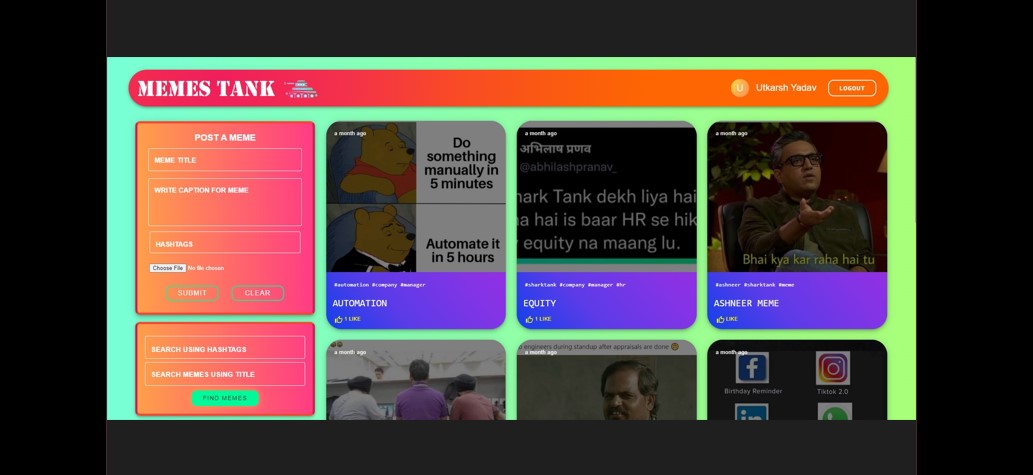 MEMES TANK
U
Utkarsh Yadav
LOGOUT
POST A MEME
MEME TITLE
WRITE CAPTION FOR MEME
HASHTAGS
Choose File No file chosen
SUBMIT
CLEAR
SEARCH USING HASHTAGS
SEARCH MEMES USING TITLE
FIND MEMES
a month ago
Do
something
manually in
5 minutes
Automate it
in 5 hours
#automation #company #manager
AUTOMATION
1 LIKE
a month ago
अभिलाष प्रणव
@abhilashpranav_
hark Tank dekh liya hai
a hai is baar HR se hik
equity na maang lu.
#sharktank #company #manager #hr
EQUITY
1 LIKE
a month ago
Bhai kya kar raha hai tu
#ashneer #sharktank #meme
ASHNEER MEME
LIKE
a month ago
engineers during standup after appraisals are done
a month ago
a month ago
Birthday Reminder
Tiktok 2.0
in